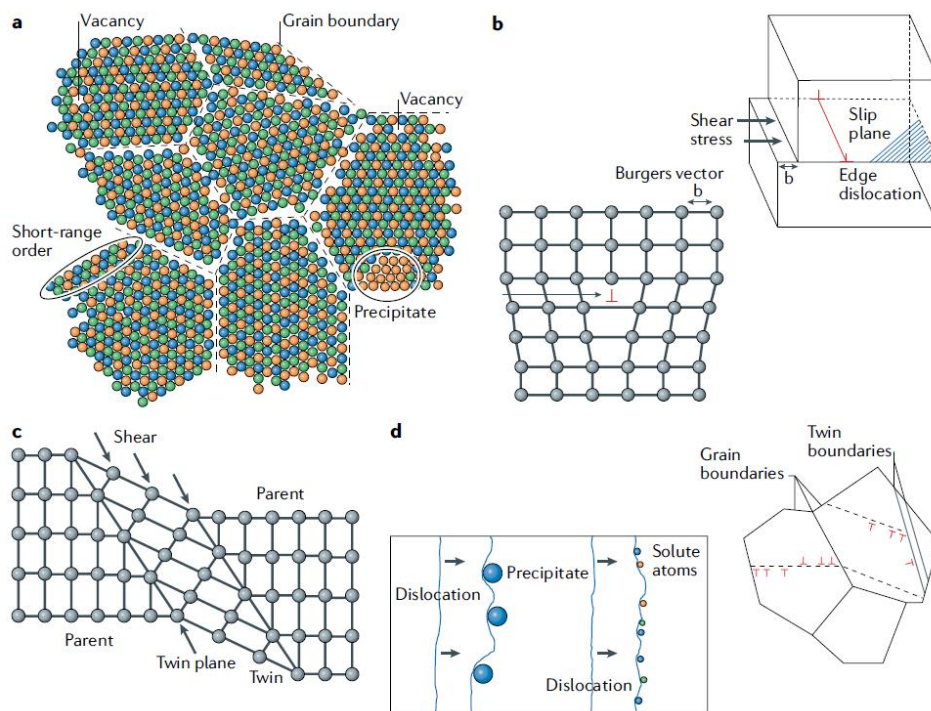 a
Vacancy
Grain boundary
Vacancy
Short-range
order
Precipitate
b
Shear
stress
b
Slip
plane
Edge
dislocation
Burgers vector
b
⊥
c
Shear
Parent
Parent
Twin plane
Twin
d
Dislocation
Precipitate
Solute
atoms
Dislocation
Grain
boundaries
Twin
boundaries